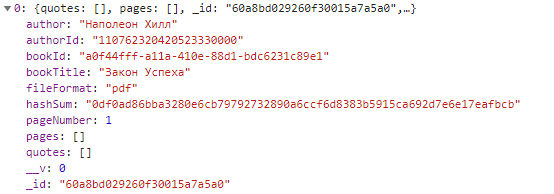 0: {quotes: [], pages: [], _id: "60a8bd029260f30015a7a5a0",…}
author: "Наполеон Хилл"
authorId: "110762320420523330000"
bookId: "a0f44fff-a11a-410e-88d1-bdc6231c89e1"
bookTitle: "Закон Успеха"
fileFormat: "pdf"
hashSum: "0df0ad86bba3280e6cb79792732890a6ccf6d8383b5915ca692d7e6e17eafbcb"
pageNumber: 1
pages: []
quotes: []
__v: 0
_id: "60a8bd029260f30015a7a5a0"